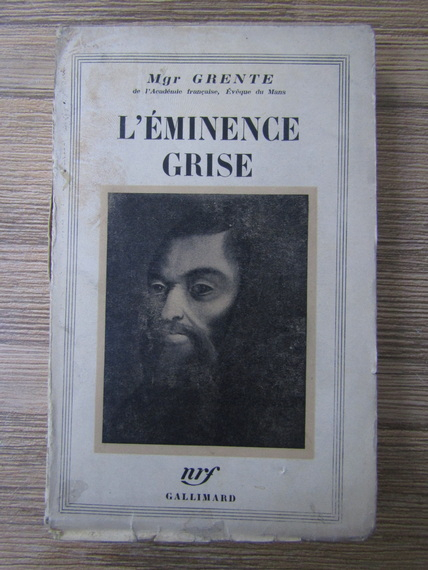 Mgr GRENTE
de l'Académie française, Évêque du Mans
L'ÉMINENCE
GRISE
nrf
GALLIMARD